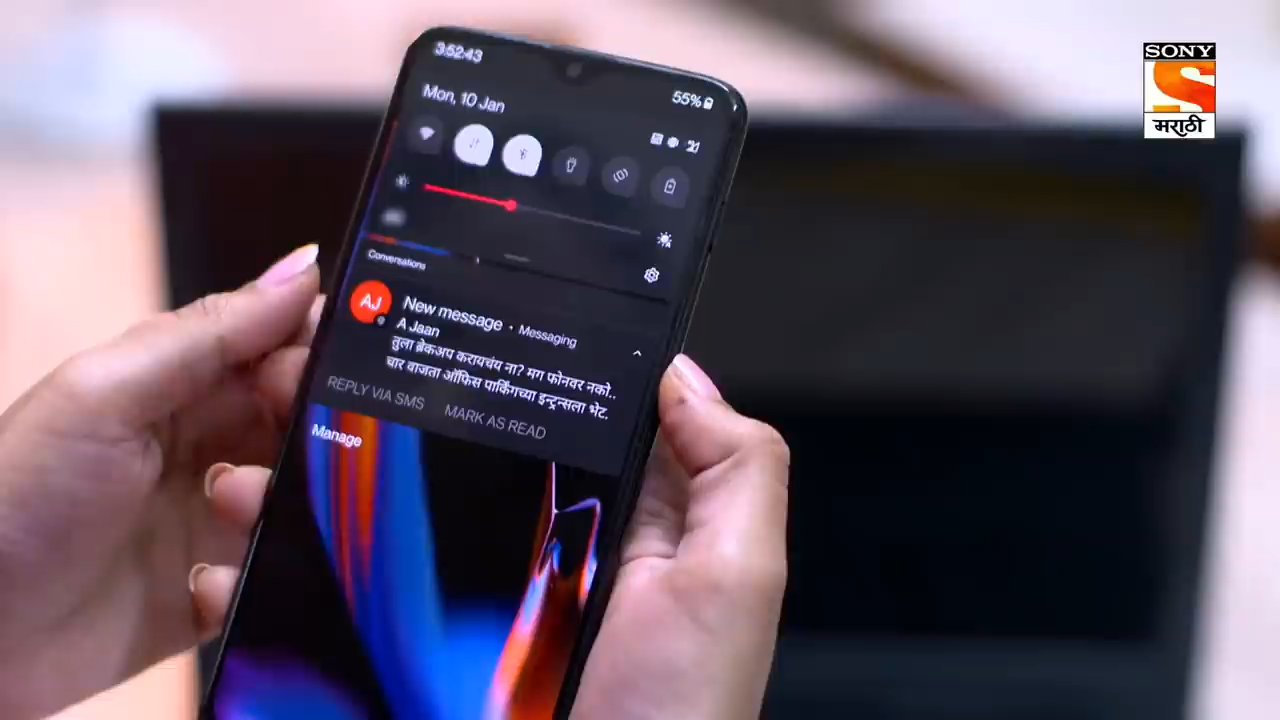 SONY
मराठी
3:52:43
55%
Mon, 10 Jan
Conversations
AJ
New message • Messaging
A Jaan
तुला ब्रेकअप करायचंय ना? मग फोनवर नको..
चार वाजता ऑफिस पार्किंगच्या इन्ट्रन्सला भेट.
REPLY VIA SMS MARK AS READ
Manage